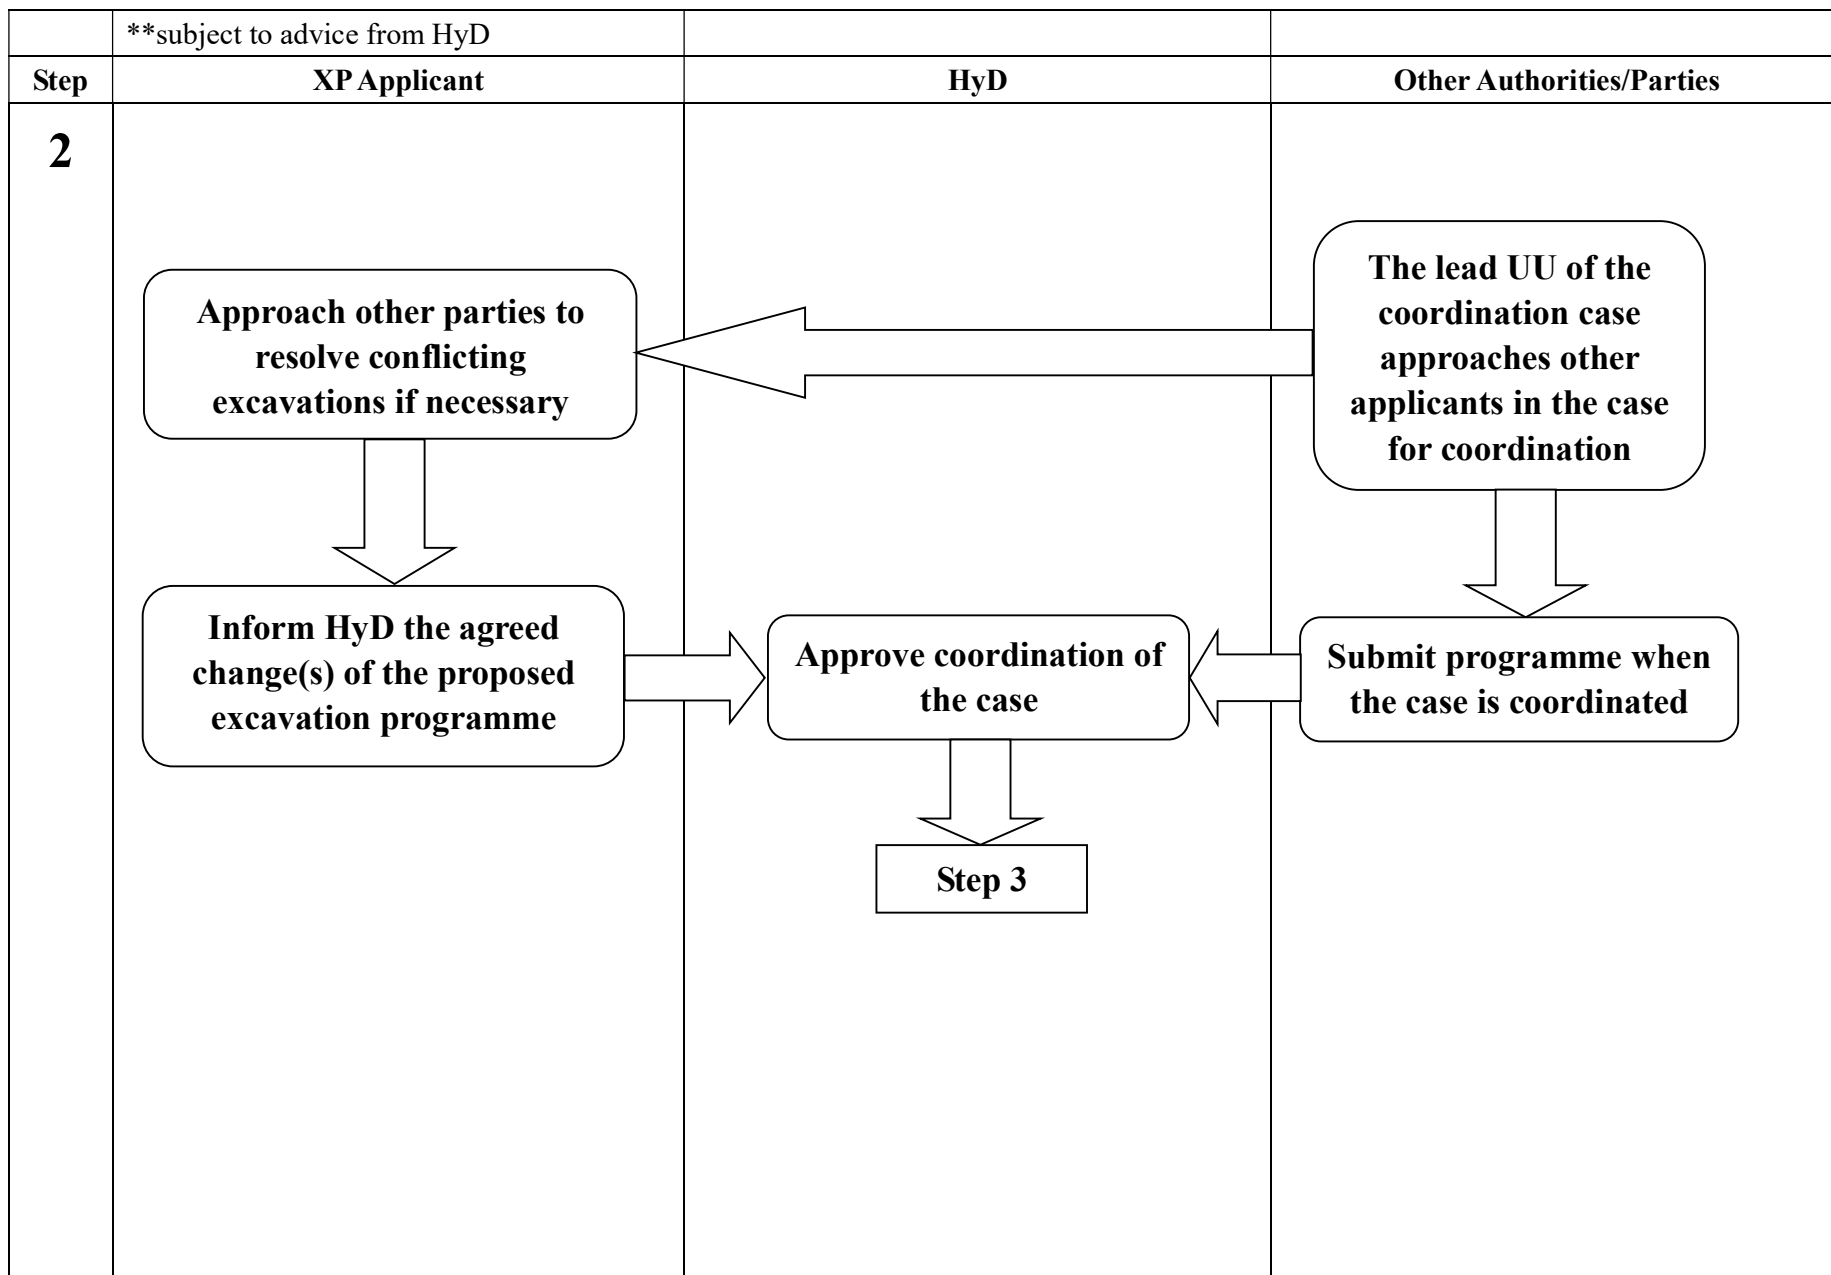 **subject to advice from HyD
Step
XP Applicant
HyD
Other Authorities/Parties
2
Approach other parties to
resolve conflicting
excavations if necessary
The lead UU of the
coordination case
approaches other
applicants in the case
for coordination
Inform HyD the agreed
change(s) of the proposed
excavation programme
Approve coordination of
the case
Submit programme when
the case is coordinated
Step 3